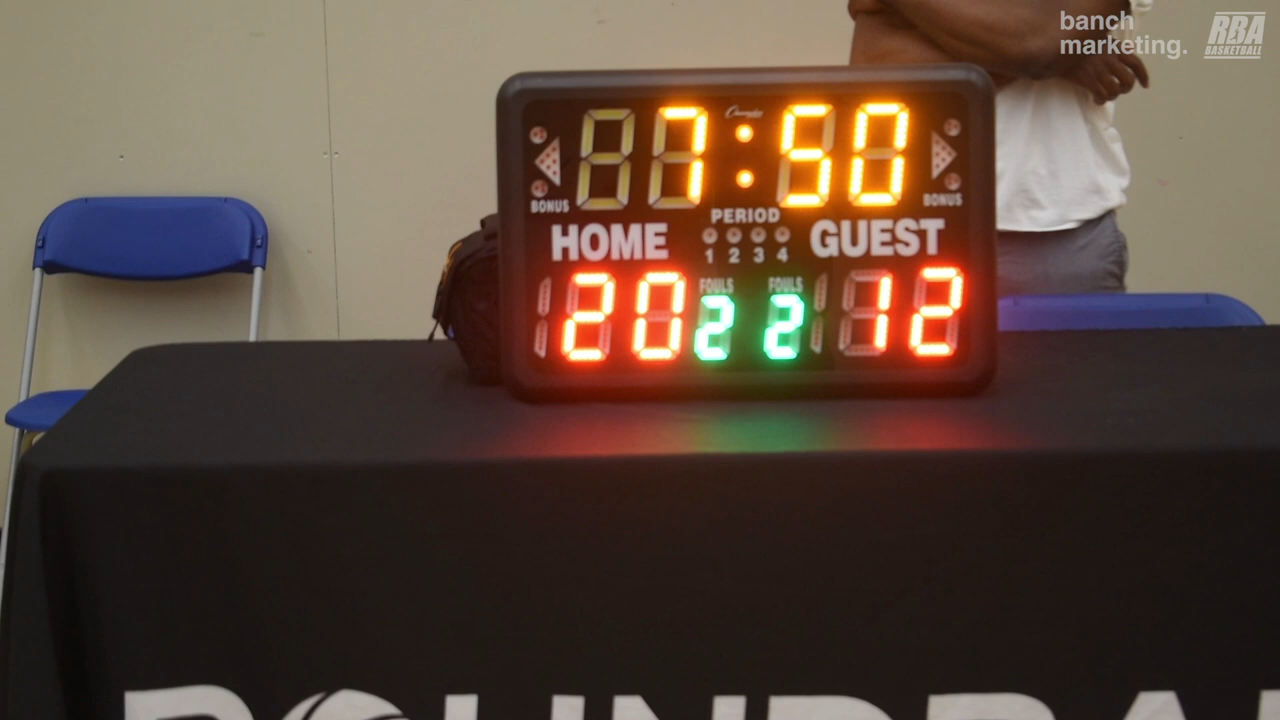 banch
marketing.
RBA
BASKETBALL
Champion
7:50
BONUS
BONUS
PERIOD
HOME
GUEST
1 2 3 4
FOULS
FOULS
20
2
2
12